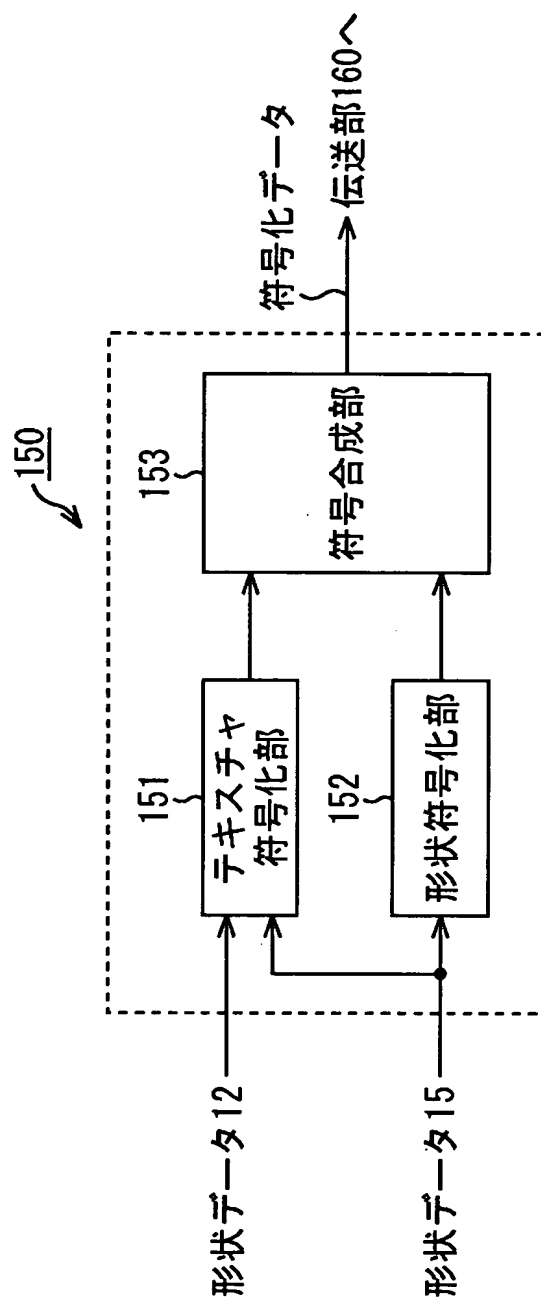 150
形状データ12
形状データ15
151
テキスチャ
符号化部
152
形状符号化部
153
符号合成部
符号化データ
伝送部160へ